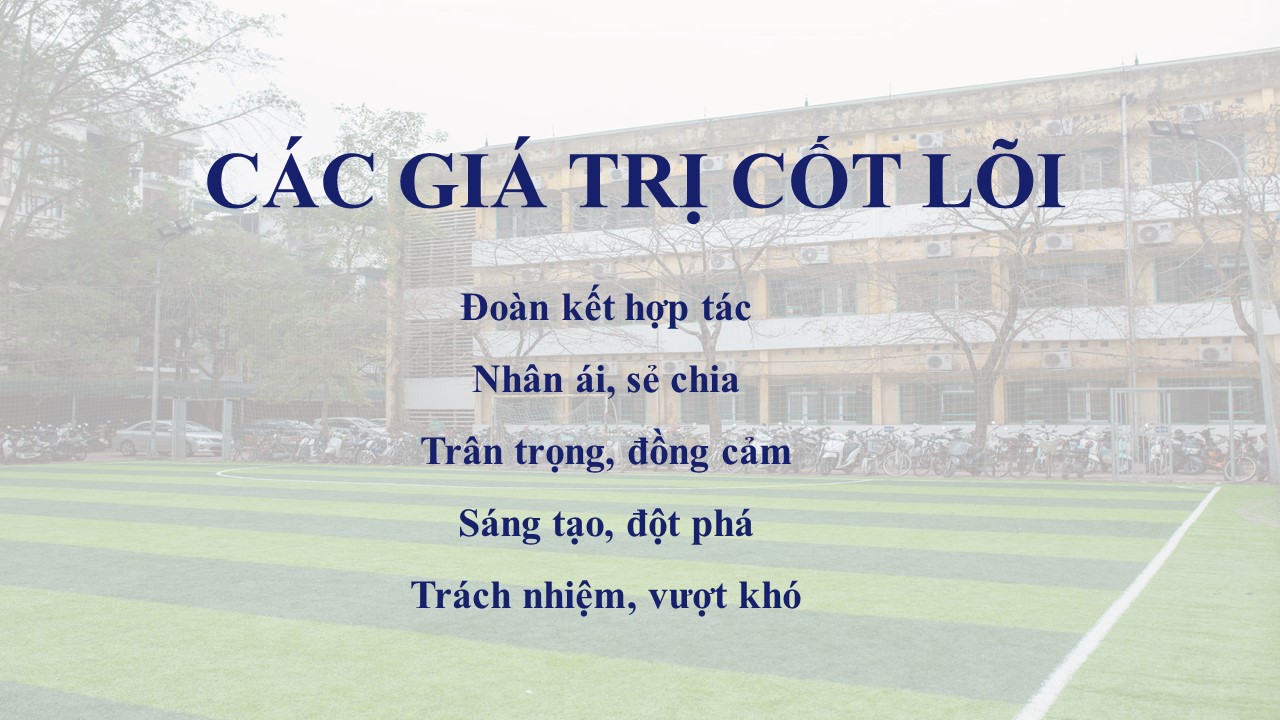 CÁC GIÁ TRỊ CỐT LÕI
Đoàn kết hợp tác
Nhân ái, sẻ chia
Trân trọng, đồng cảm
Sáng tạo, đột phá
Trách nhiệm, vượt khó